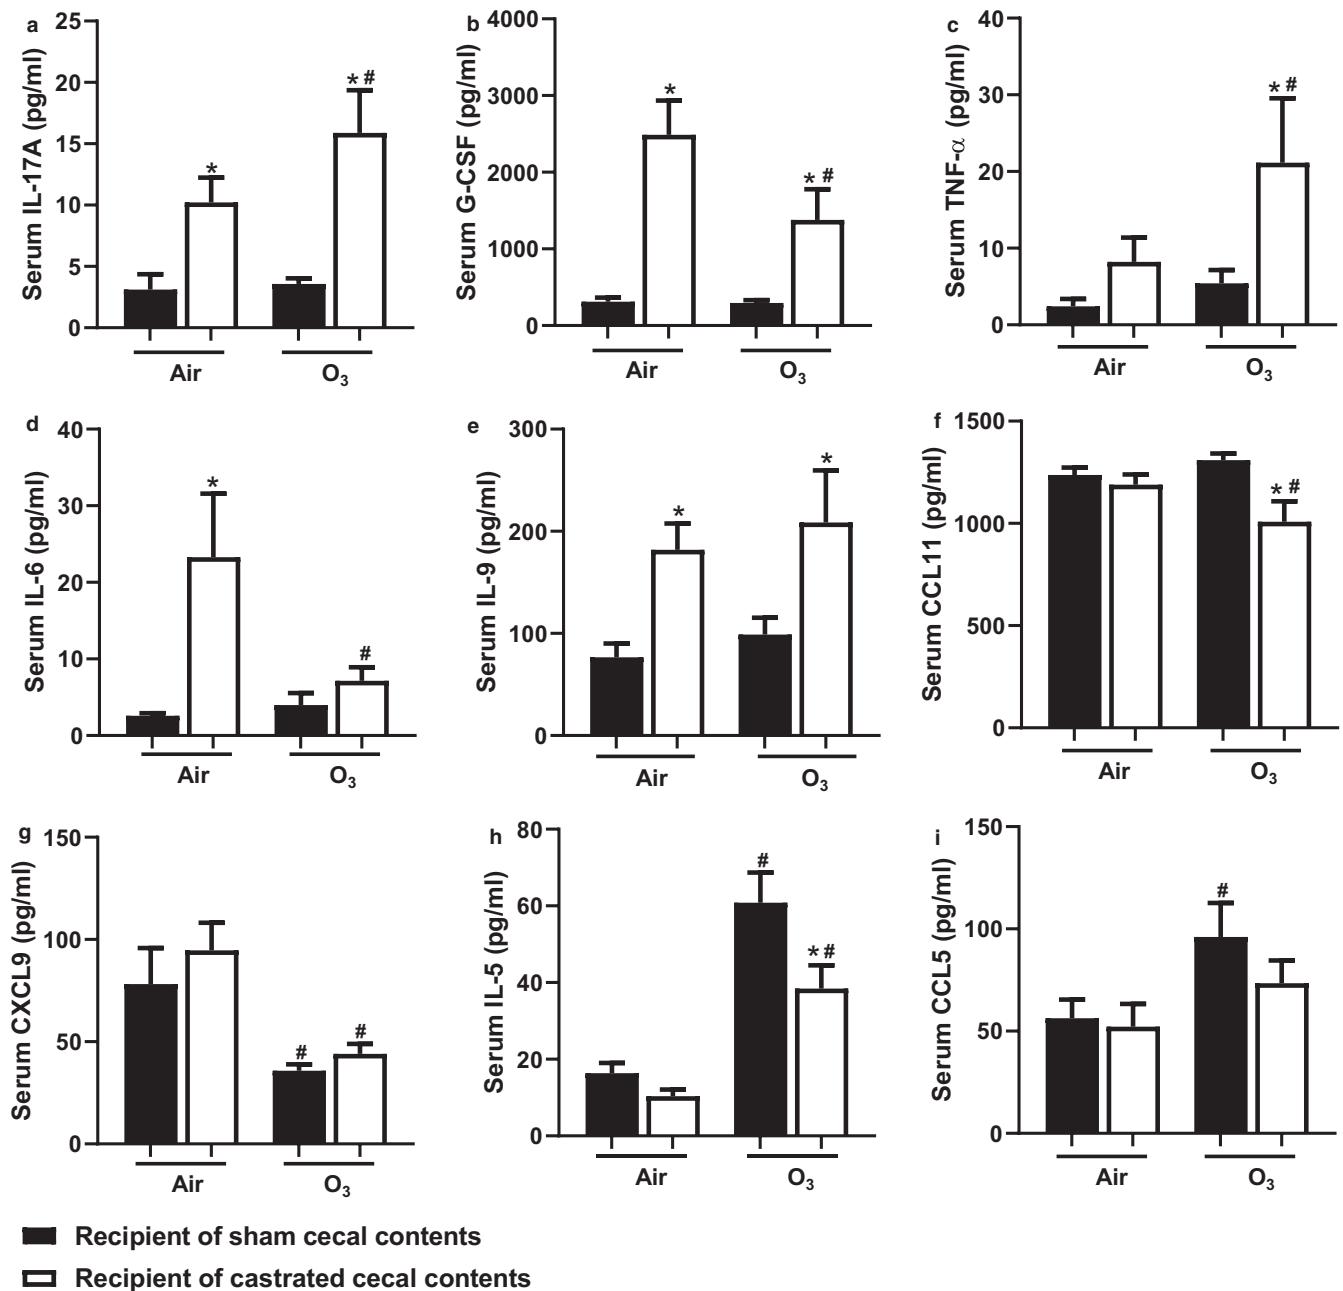 a
Serum IL-17A (pg/ml)
25
20
15
10
5
0
*
* #
Air
O₃
b
Serum G-CSF (pg/ml)
4000
3000
2000
1000
0
*
* #
Air
O₃
c
Serum TNF-α (pg/ml)
40
30
20
10
0
* #
Air
O₃
d
Serum IL-6 (pg/ml)
40
30
20
10
0
*
#
Air
O₃
e
Serum IL-9 (pg/ml)
300
200
100
0
*
*
Air
O₃
f
Serum CCL11 (pg/ml)
1500
1000
500
0
* #
Air
O₃
g
Serum CXCL9 (pg/ml)
150
100
50
0
#
#
Air
O₃
h
Serum IL-5 (pg/ml)
80
60
40
20
0
#
* #
Air
O₃
i
Serum CCL5 (pg/ml)
150
100
50
0
#
Air
O₃
Recipient of sham cecal contents
Recipient of castrated cecal contents